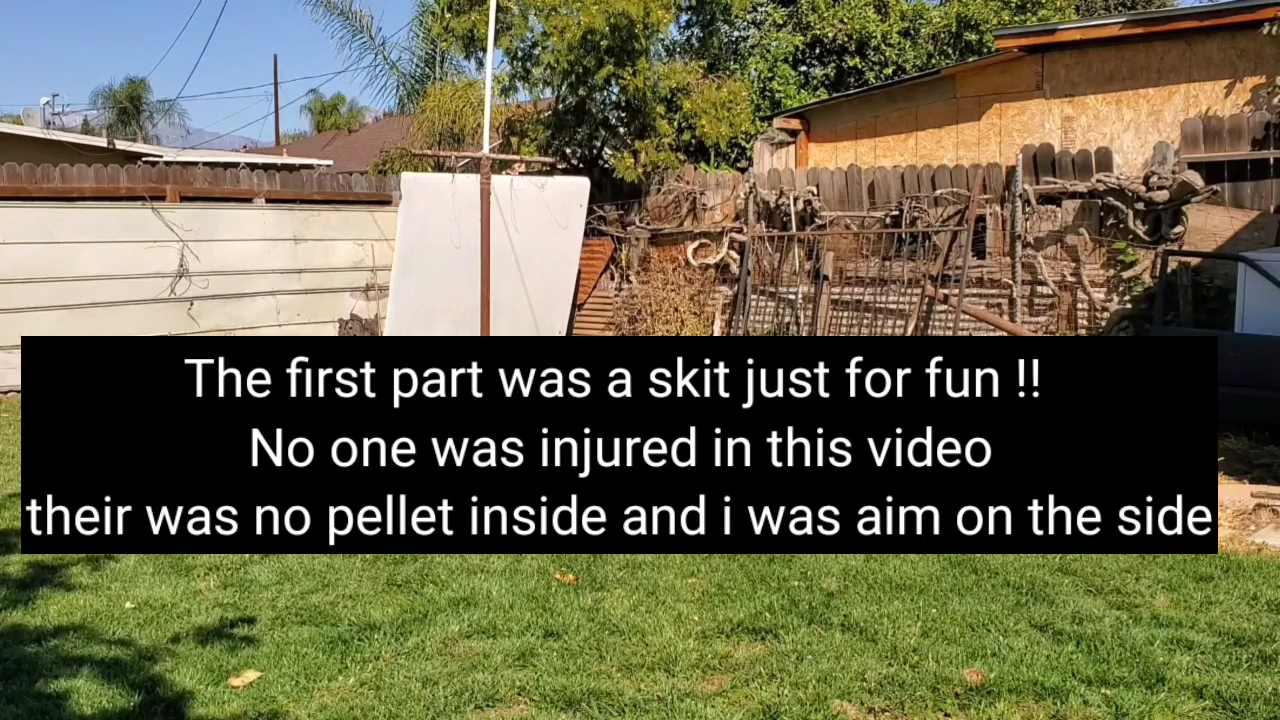 The first part was a skit just for fun !!
No one was injured in this video
their was no pellet inside and i was aim on the side